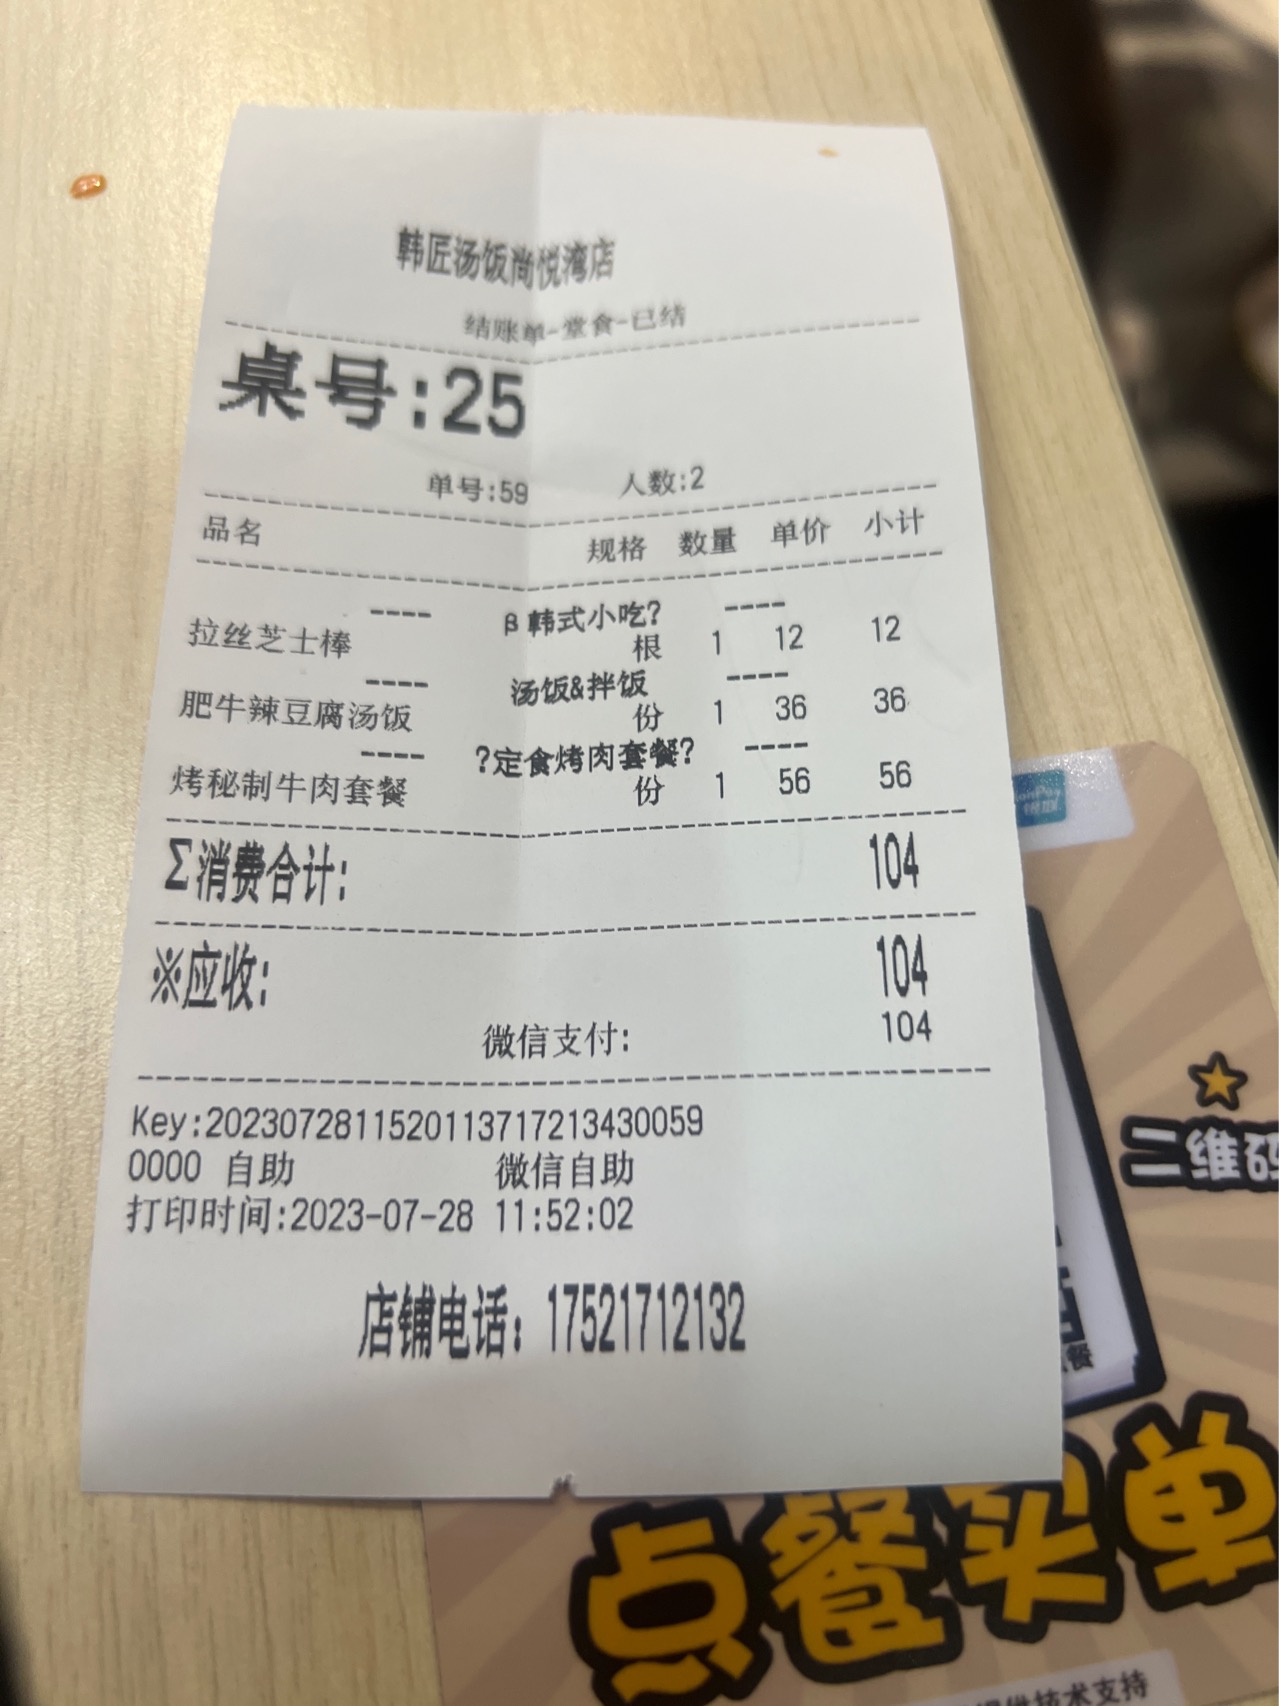 韩匠汤饭尚悦湾店
结账单-堂食-已结
桌号:25
单号:59 人数:2
品名 规格 数量 单价 小计
---- β韩式小吃? ----
拉丝芝士棒 根 1 12 12
---- 汤饭&拌饭 ----
肥牛辣豆腐汤饭 份 1 36 36
---- ?定食烤肉套餐? ----
烤秘制牛肉套餐 份 1 56 56
Σ消费合计: 104
※应收: 104
微信支付: 104
Key:2023072811520113717213430059
0000 自助 微信自助
打印时间:2023-07-28 11:52:02
店铺电话: 17521712132
二维码
餐
点餐买单
技术支持